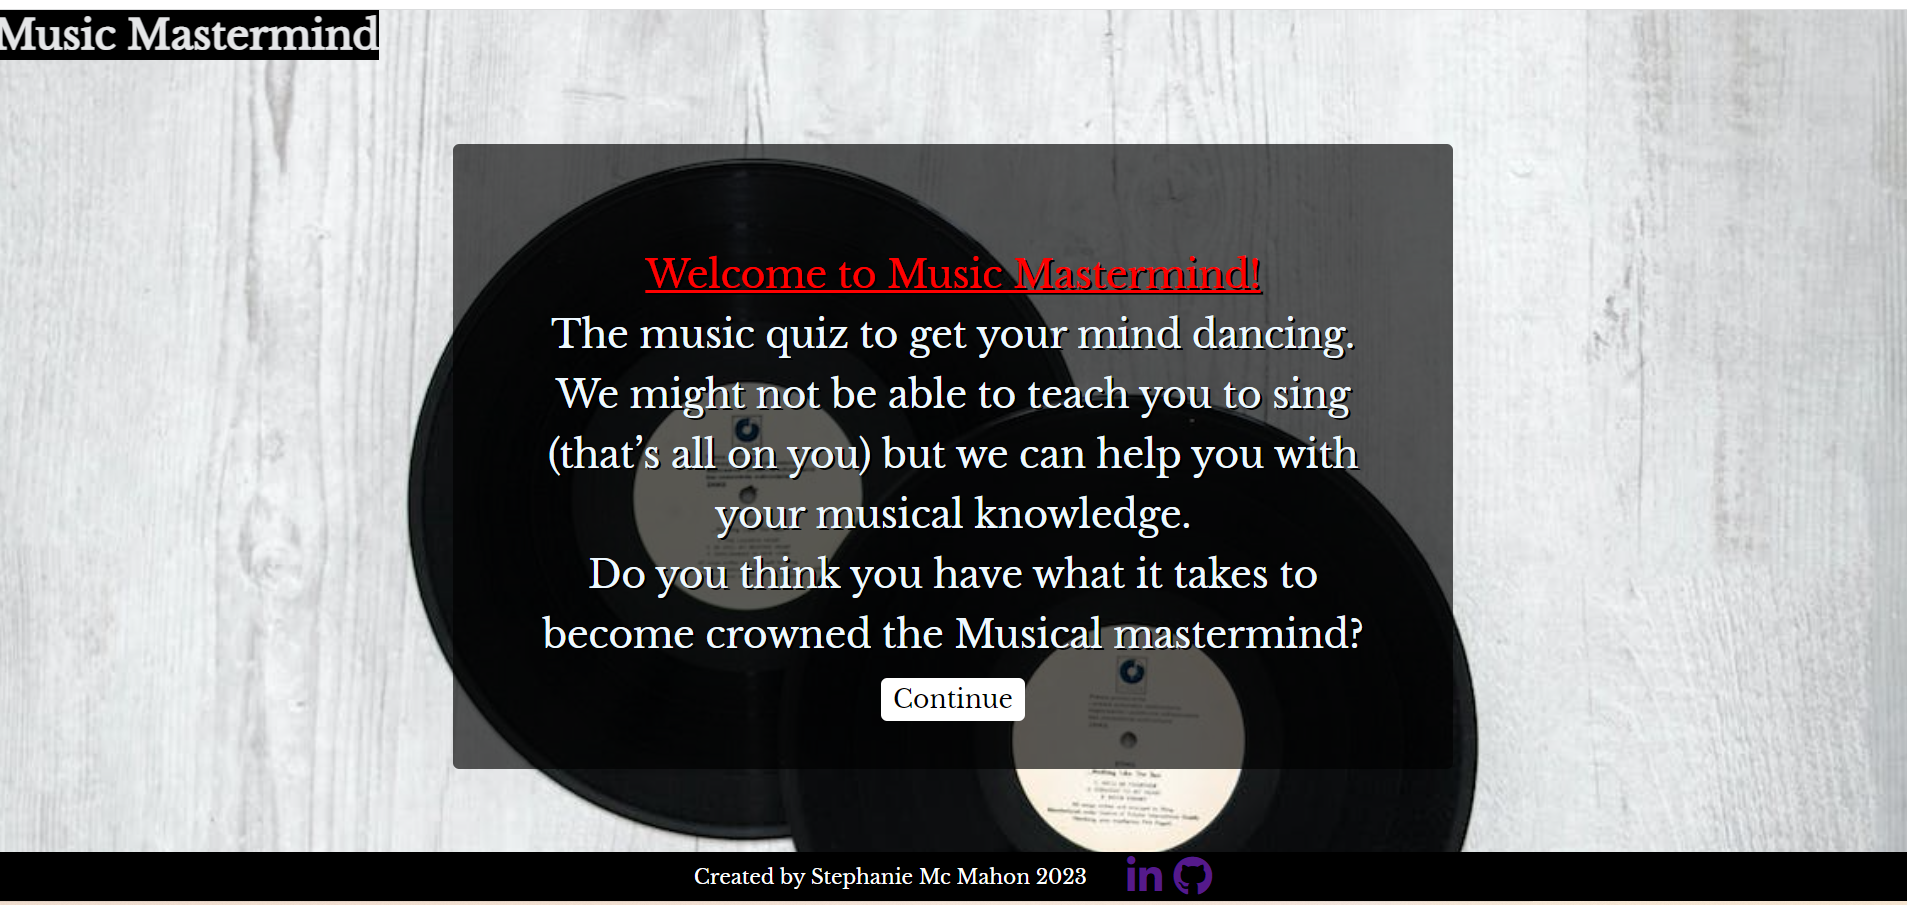 Music Mastermind
Welcome to Music Mastermind!
The music quiz to get your mind dancing.
We might not be able to teach you to sing
(that’s all on you) but we can help you with
your musical knowledge.
Do you think you have what it takes to
become crowned the Musical mastermind?
Continue
Created by Stephanie Mc Mahon 2023
in